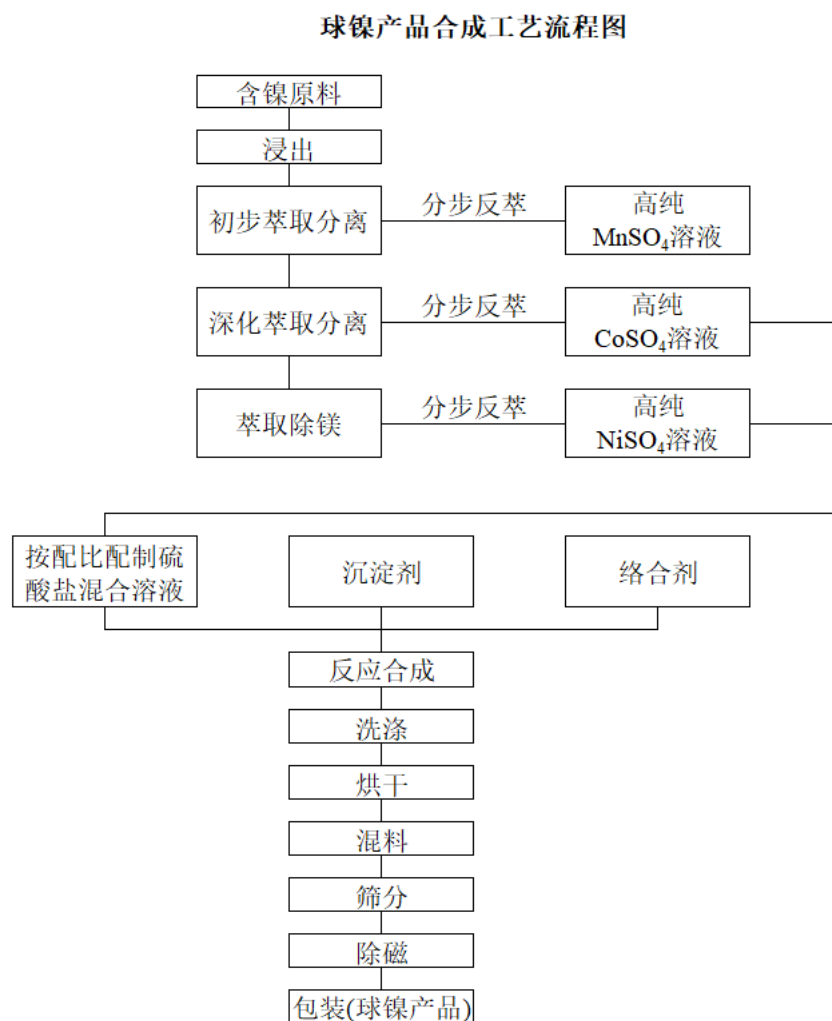 球镍产品合成工艺流程图
含镍原料
浸出
初步萃取分离
分步反萃
高纯
MnSO₄溶液
深化萃取分离
分步反萃
高纯
CoSO₄溶液
萃取除镁
分步反萃
高纯
NiSO₄溶液
按配比配制硫
酸盐混合溶液
沉淀剂
络合剂
反应合成
洗涤
烘干
混料
筛分
除磁
包装(球镍产品)